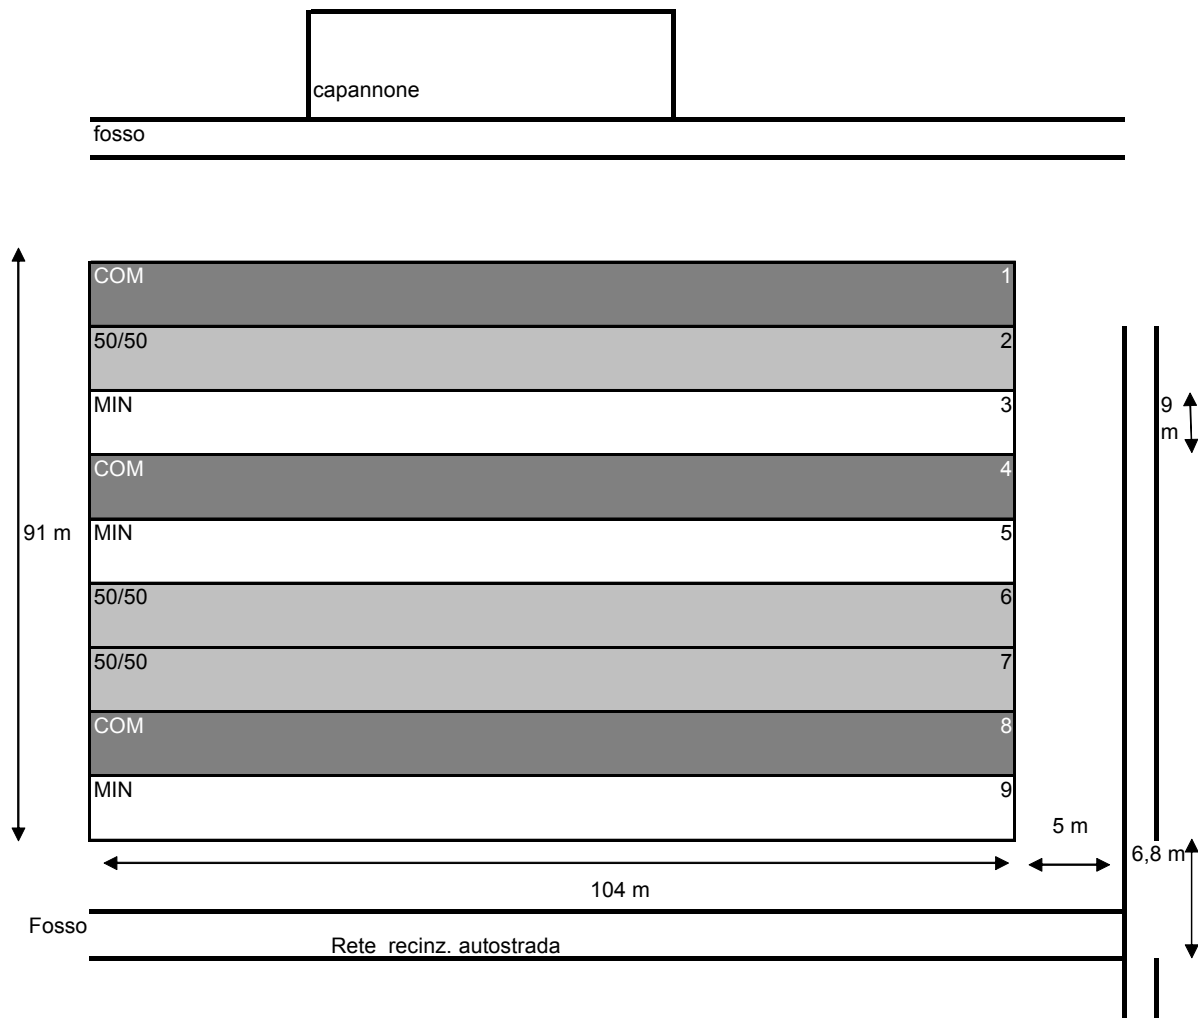 capannone
fosso
COM 1
50/50 2
MIN 3
9
m
COM 4
91 m
MIN 5
50/50 6
50/50 7
COM 8
MIN 9
5 m
6,8 m
104 m
Fosso
Rete recinz. autostrada